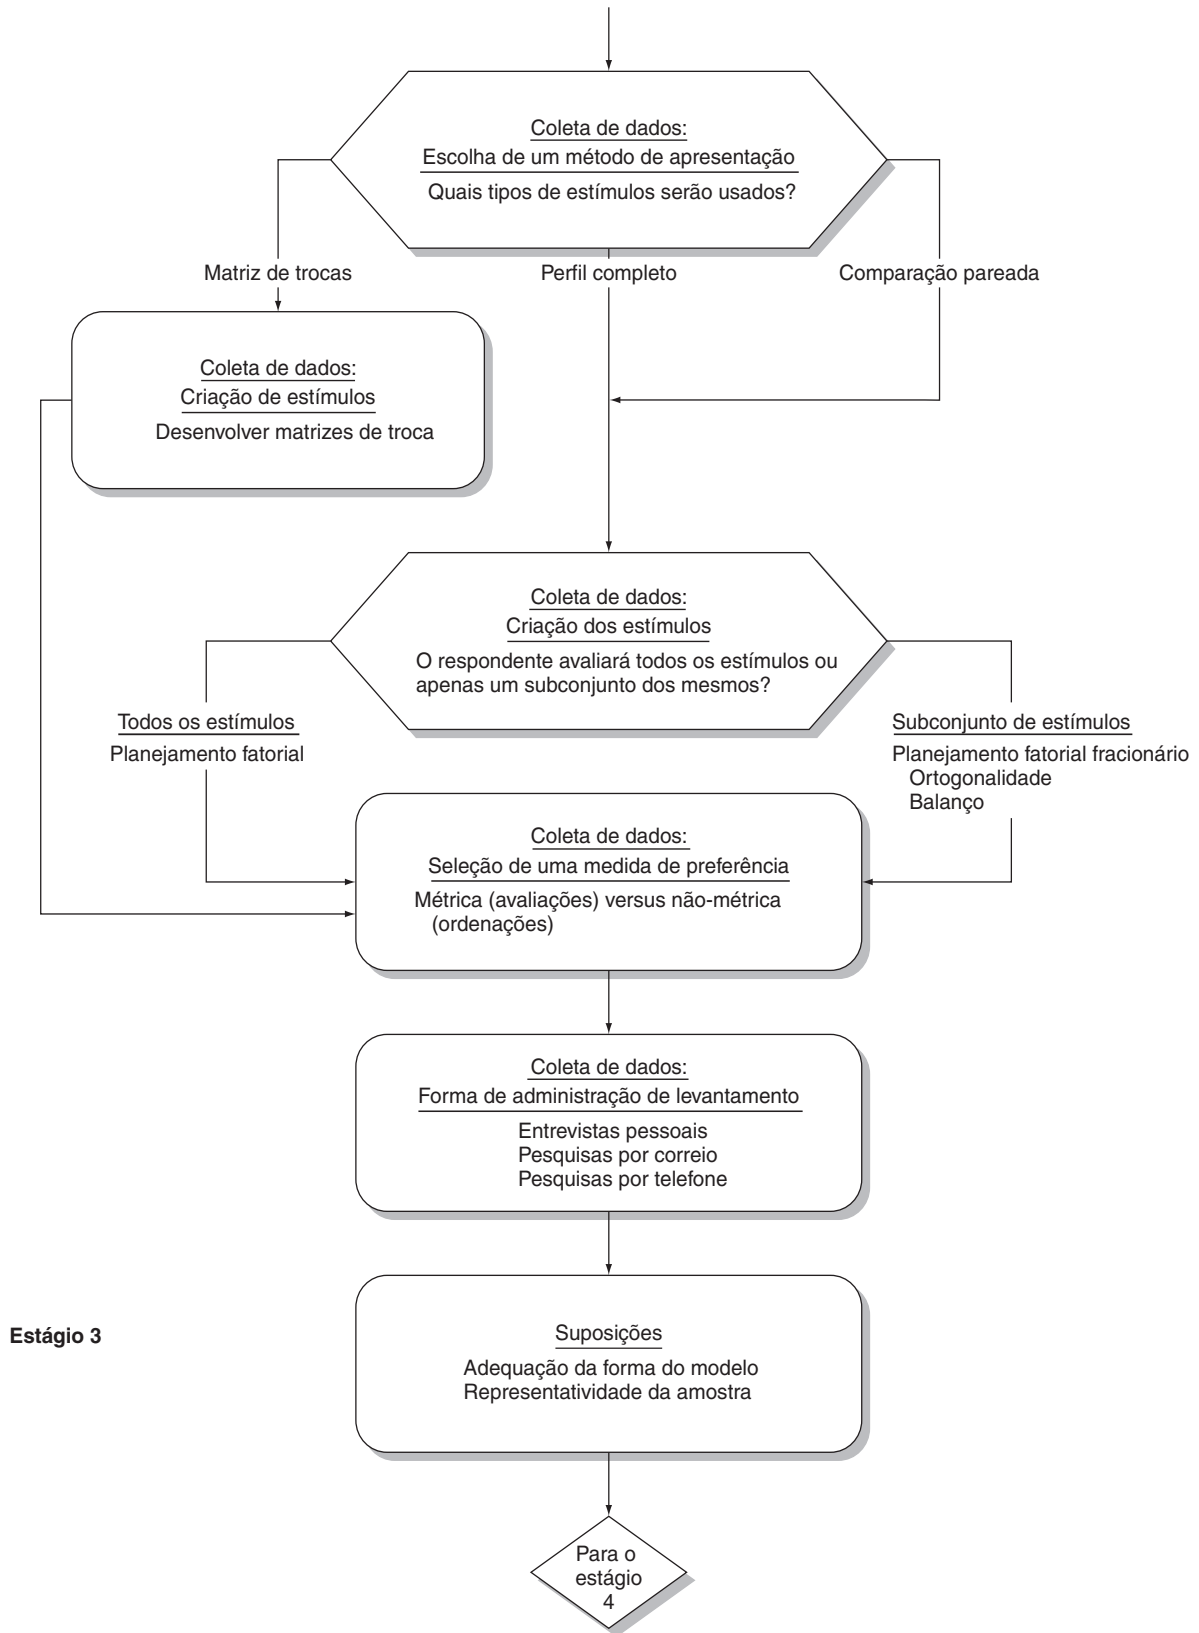 Coleta de dados:
Escolha de um método de apresentação
Quais tipos de estímulos serão usados?
Matriz de trocas
Perfil completo
Comparação pareada
Coleta de dados:
Criação de estímulos
Desenvolver matrizes de troca
Coleta de dados:
Criação dos estímulos
O respondente avaliará todos os estímulos ou
apenas um subconjunto dos mesmos?
Todos os estímulos
Planejamento fatorial
Subconjunto de estímulos
Planejamento fatorial fracionário
Ortogonalidade
Balanço
Coleta de dados:
Seleção de uma medida de preferência
Métrica (avaliações) versus não-métrica
(ordenações)
Coleta de dados:
Forma de administração de levantamento
Entrevistas pessoais
Pesquisas por correio
Pesquisas por telefone
Estágio 3
Suposições
Adequação da forma do modelo
Representatividade da amostra
Para o
estágio
4